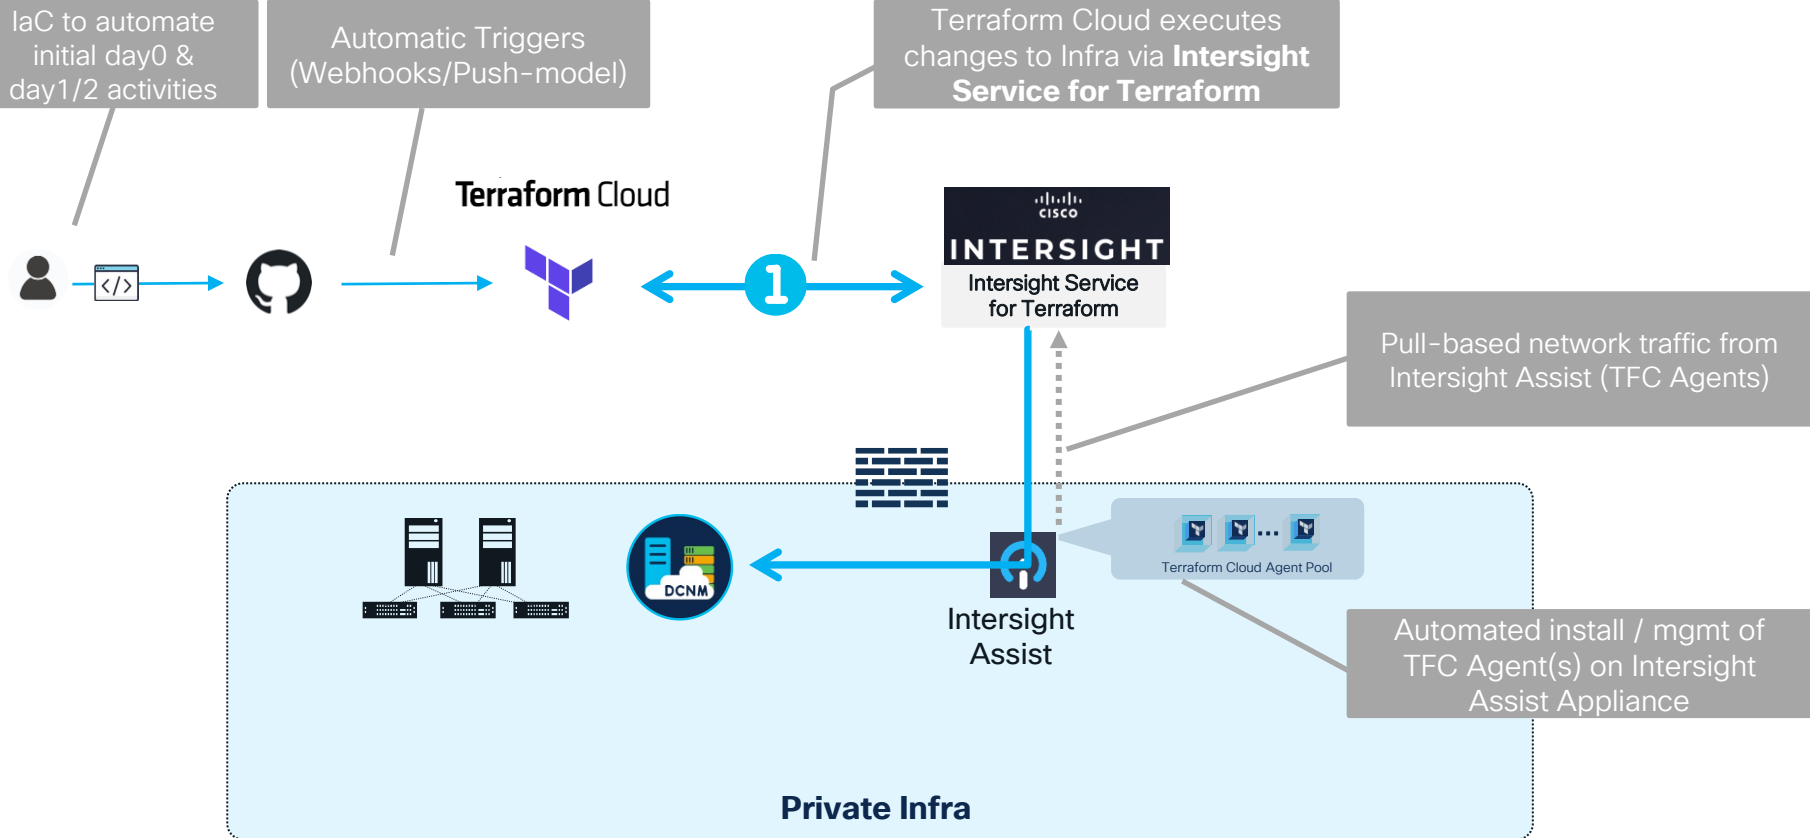 IaC to automate
initial day0 &
day1/2 activities
Automatic Triggers
(Webhooks/Push-model)
Terraform Cloud executes
changes to Infra via Intersight
Service for Terraform
Terraform Cloud
</>
1
CISCO
INTERSIGHT
Intersight Service
for Terraform
Pull-based network traffic from
Intersight Assist (TFC Agents)
DCNM
Terraform Cloud Agent Pool
Intersight
Assist
Automated install / mgmt of
TFC Agent(s) on Intersight
Assist Appliance
Private Infra